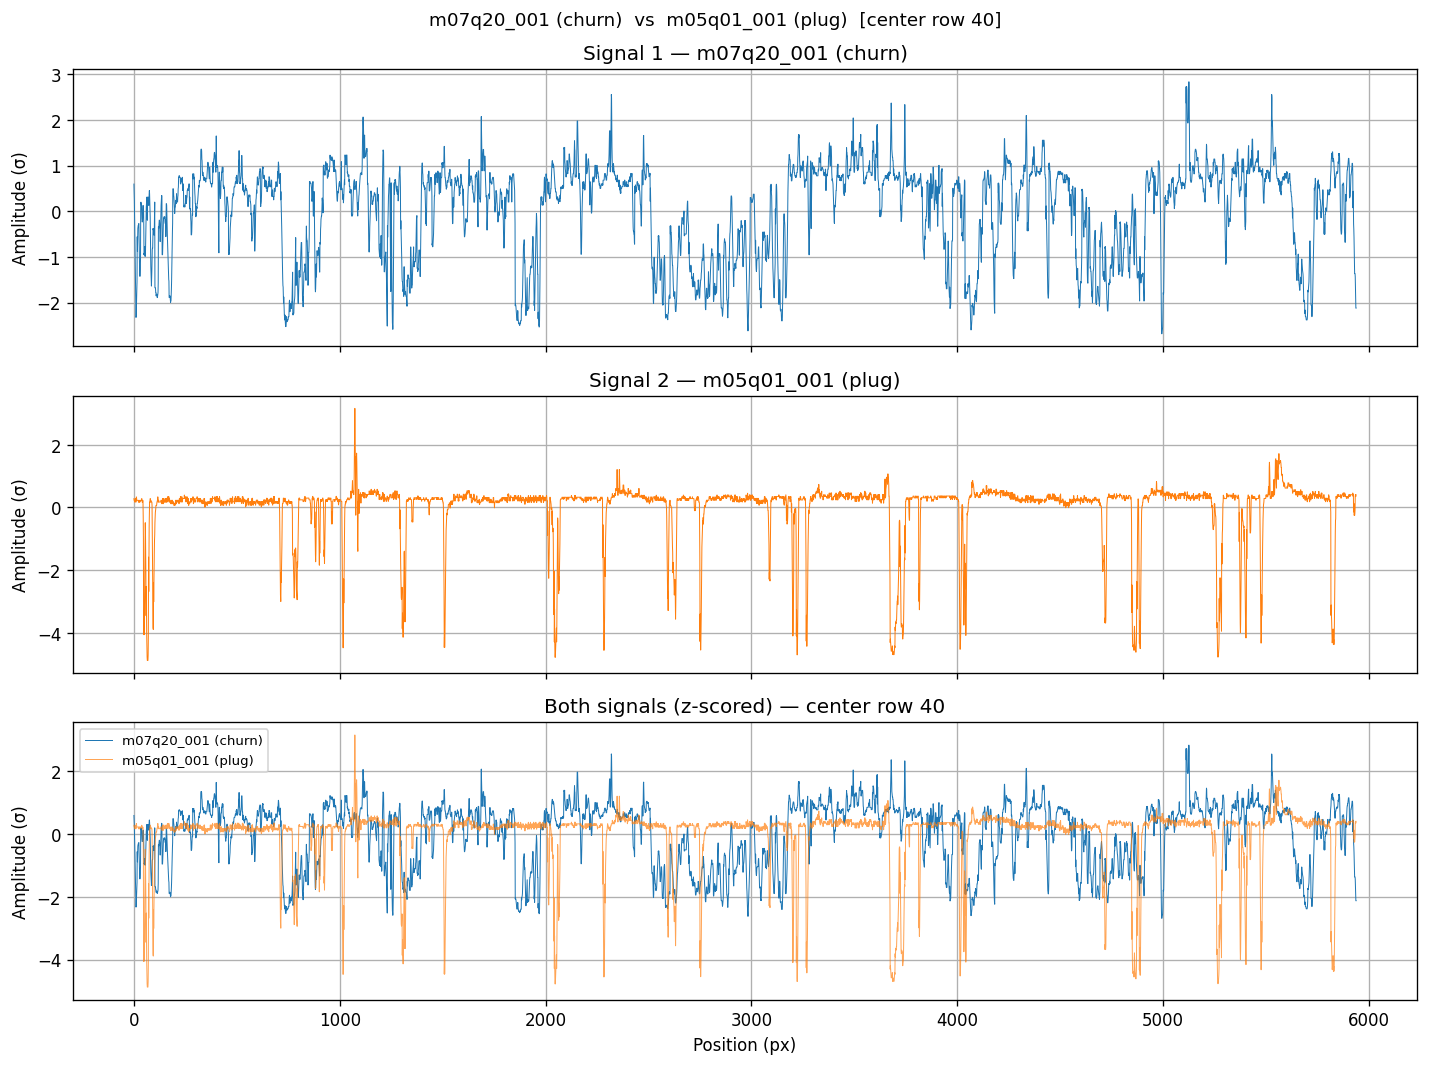 m07q20_001 (churn)  vs  m05q01_001 (plug)  [center row 40]
Signal 1 — m07q20_001 (churn)
3
2
1
0
−1
−2
Amplitude (σ)
Signal 2 — m05q01_001 (plug)
2
0
−2
−4
Amplitude (σ)
Both signals (z-scored) — center row 40
m07q20_001 (churn)
m05q01_001 (plug)
2
0
−2
−4
Amplitude (σ)
0 1000 2000 3000 4000 5000 6000
Position (px)